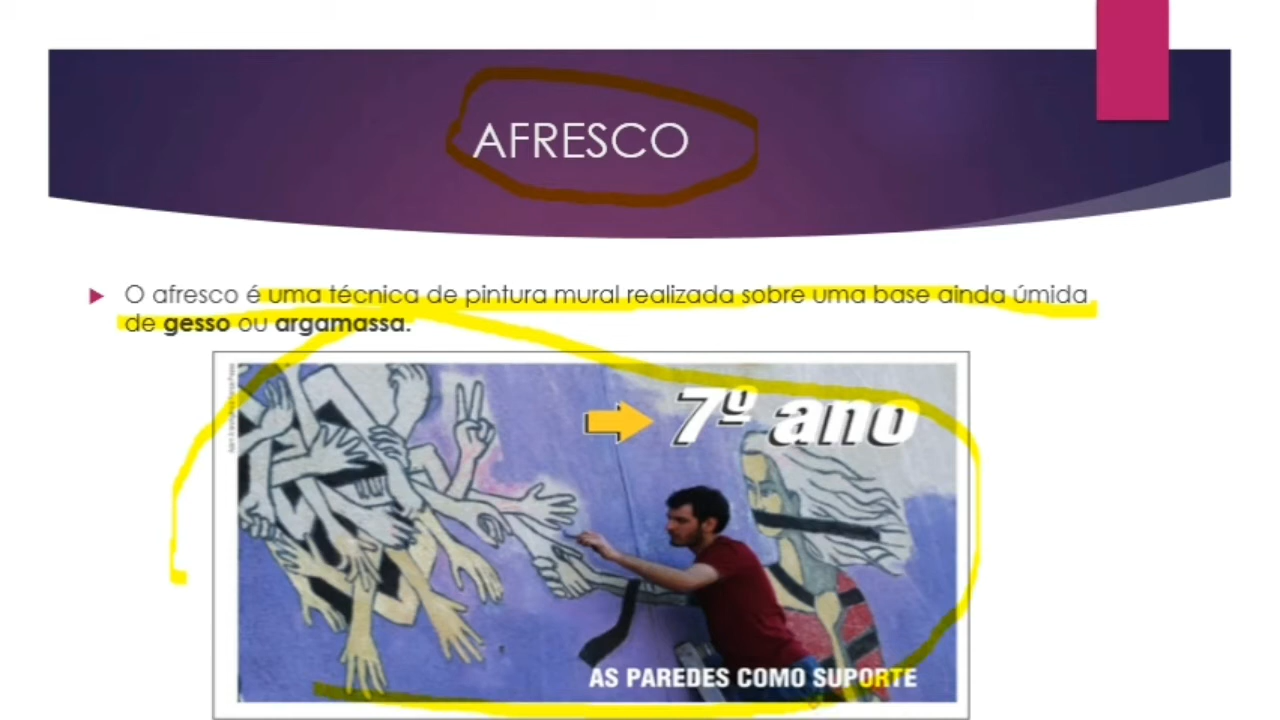 AFRESCO
O afresco é uma técnica de pintura mural realizada sobre uma base ainda úmida
de gesso ou argamassa.
7º ano
AS PAREDES COMO SUPORTE